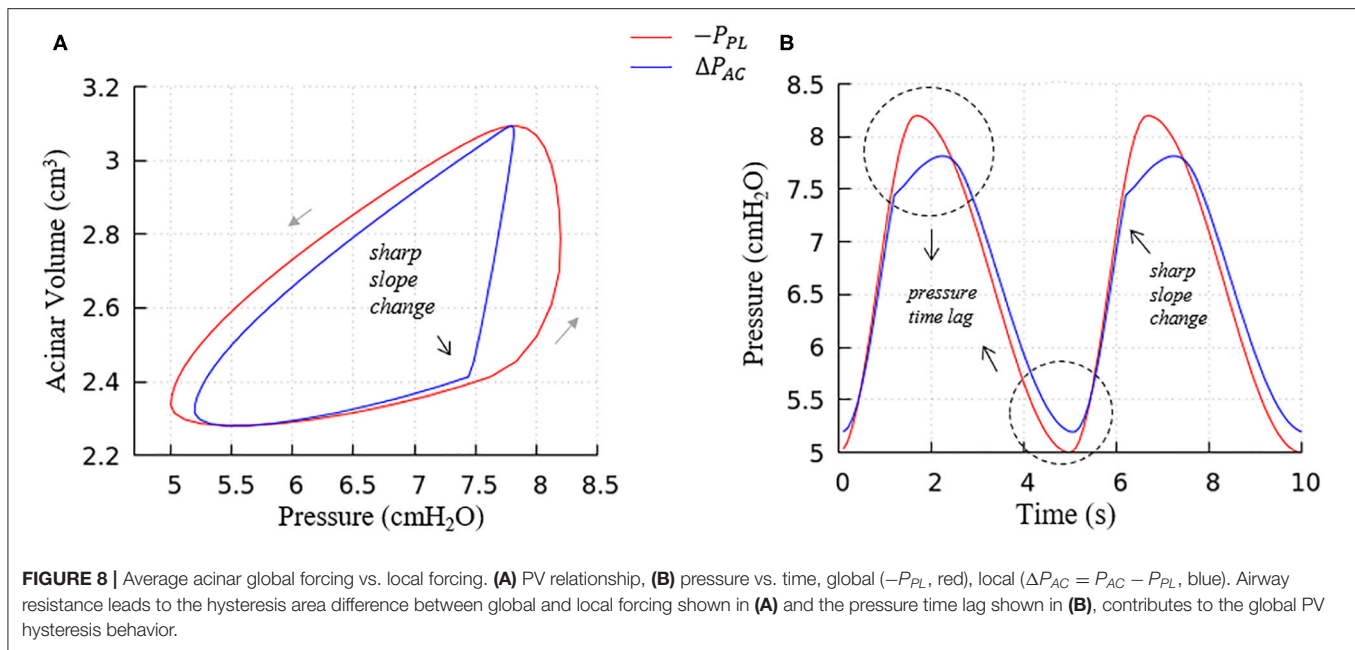 A
−P_PL
ΔP_AC
B
3.2
3
2.8
2.6
2.4
2.2
Acinar Volume (cm³)
sharp
slope
change
5 5.5 6 6.5 7 7.5 8 8.5
Pressure (cmH₂O)
8.5
8
7.5
7
6.5
6
5.5
5
Pressure (cmH₂O)
pressure
time lag
sharp
slope
change
0 2 4 6 8 10
Time (s)
FIGURE 8 | Average acinar global forcing vs. local forcing. (A) PV relationship, (B) pressure vs. time, global (−P_PL, red), local (ΔP_AC = P_AC − P_PL, blue). Airway
resistance leads to the hysteresis area difference between global and local forcing shown in (A) and the pressure time lag shown in (B), contributes to the global PV
hysteresis behavior.